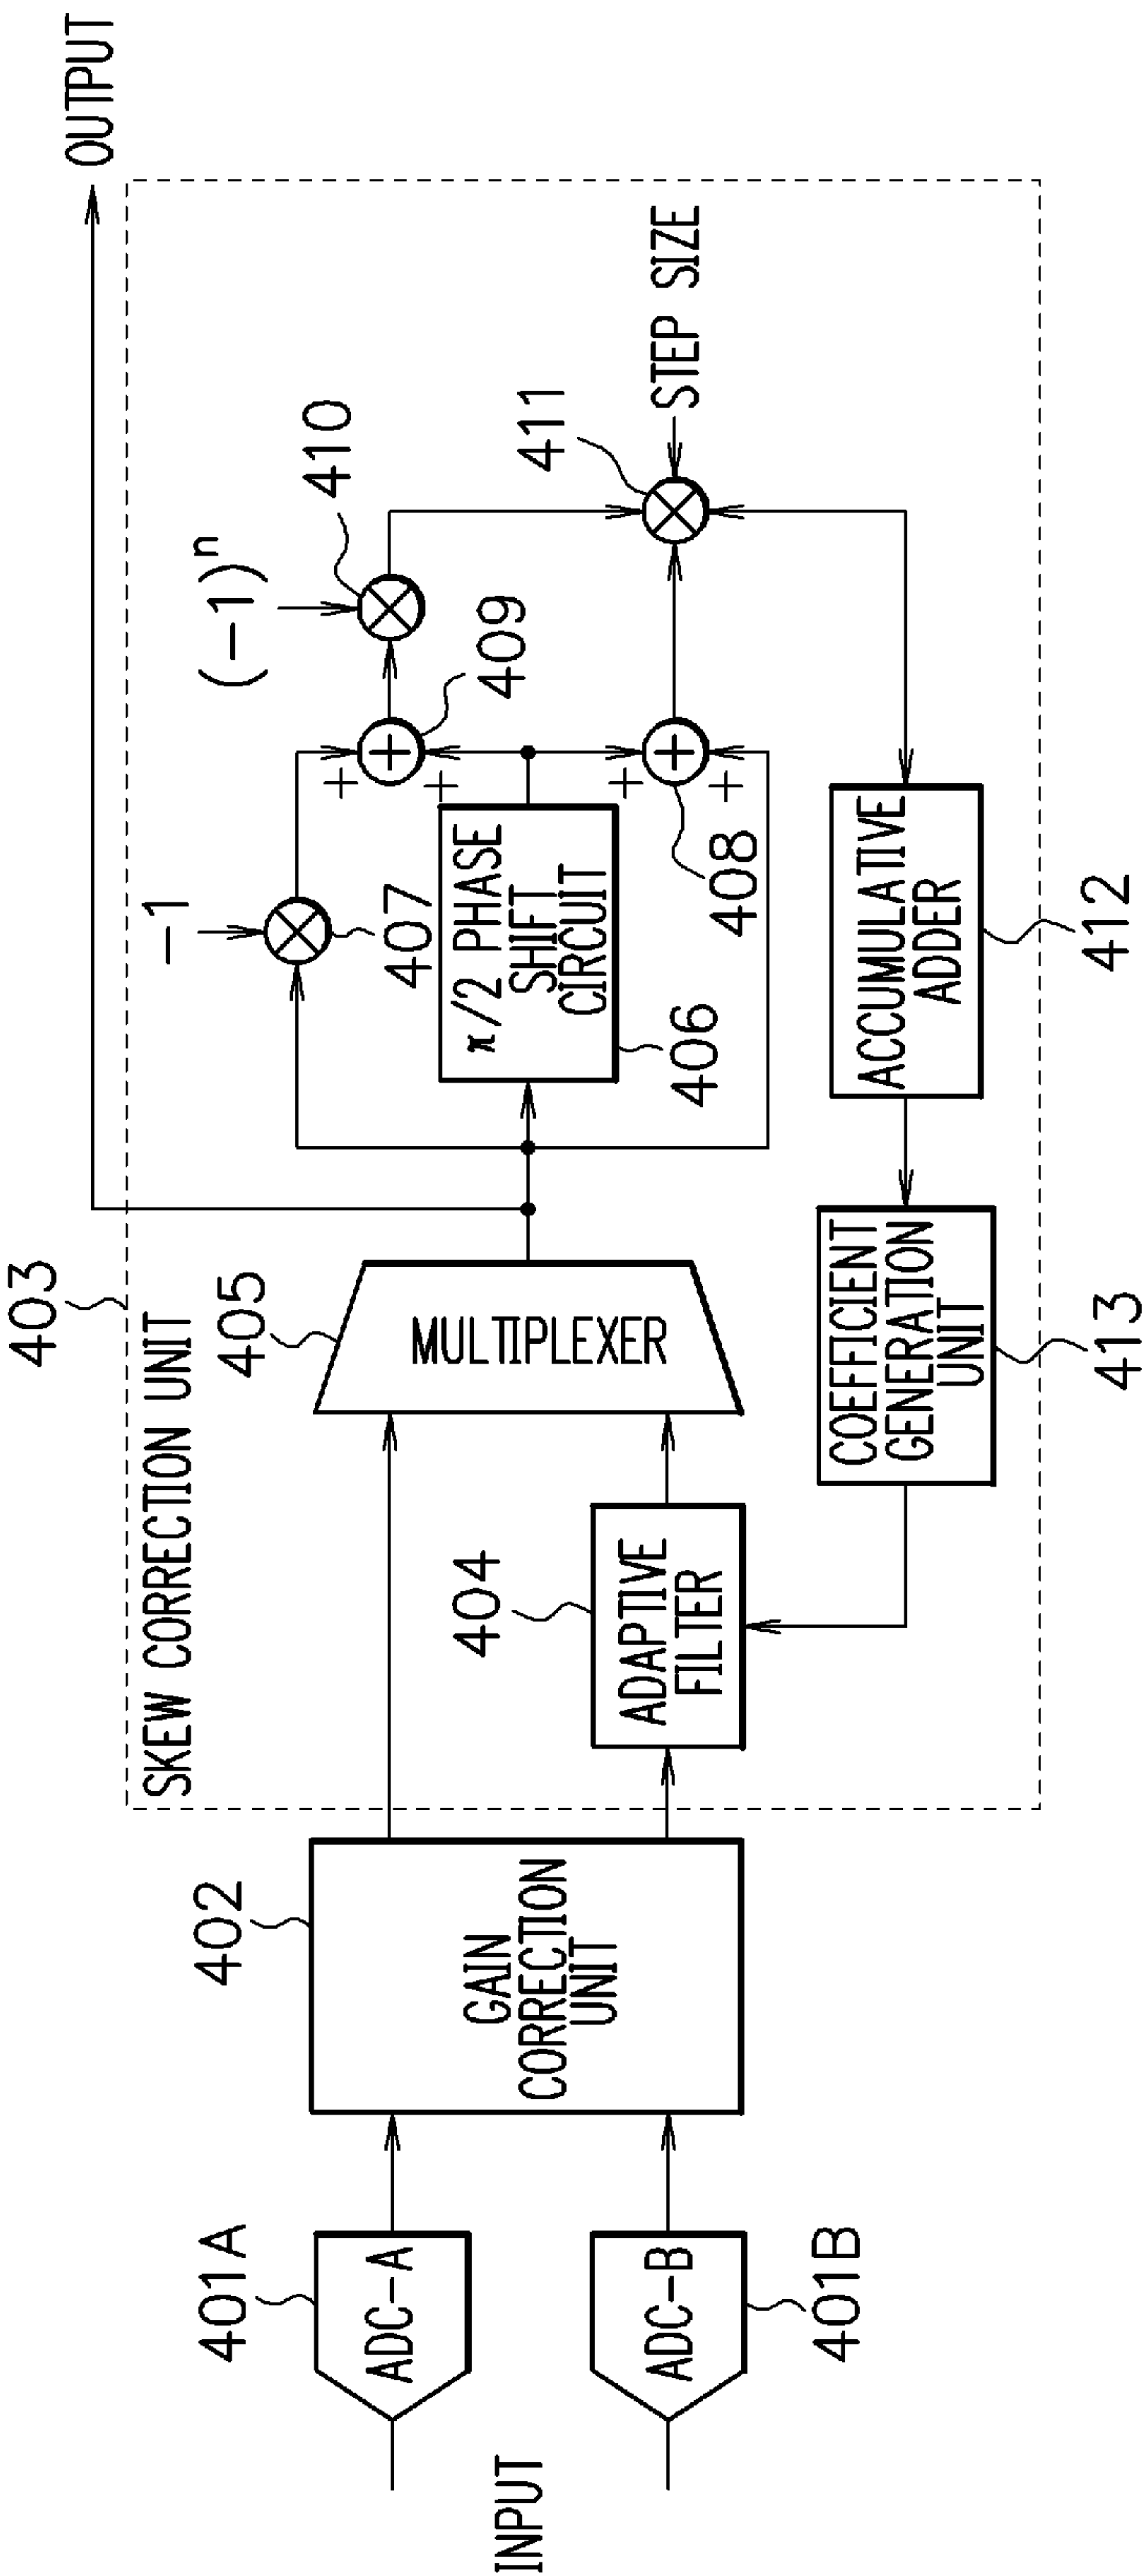 403
SKEW CORRECTION UNIT
OUTPUT
INPUT
401A
ADC-A
401B
ADC-B
402
GAIN
CORRECTION
UNIT
404
ADAPTIVE
FILTER
405
MULTIPLEXER
-1
407
π/2 PHASE
SHIFT
CIRCUIT
406
+
+
409
+
+
408
(-1)^n
410
411
STEP SIZE
ACCUMULATIVE
ADDER
412
COEFFICIENT
GENERATION
UNIT
413